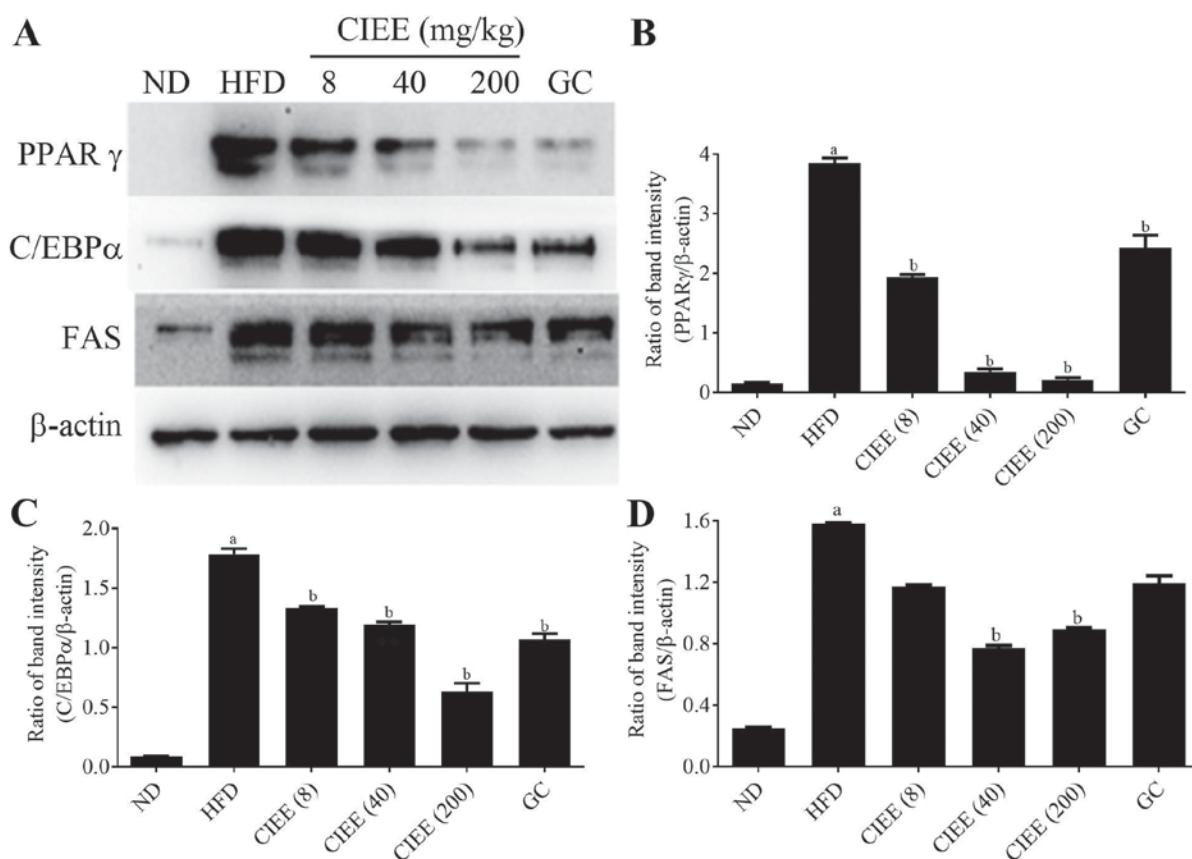 A
CIEE (mg/kg)
ND HFD 8 40 200 GC
PPAR γ
C/EBPα
FAS
β-actin
B
Ratio of band intensity
(PPARγ/β-actin)
4
3
2
1
0
a
b
b
b
b
ND
HFD
CIEE (8)
CIEE (40)
CIEE (200)
GC
C
Ratio of band intensity
(C/EBPα/β-actin)
2.0
1.5
1.0
0.5
0.0
a
b
b
b
b
ND
HFD
CIEE (8)
CIEE (40)
CIEE (200)
GC
D
Ratio of band intensity
(FAS/β-actin)
1.6
1.2
0.8
0.4
0.0
a
b
b
ND
HFD
CIEE (8)
CIEE (40)
CIEE (200)
GC